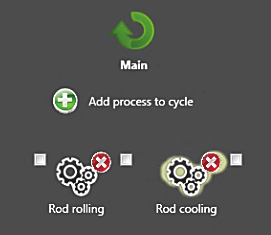 Main
Add process to cycle
Rod rolling
Rod cooling